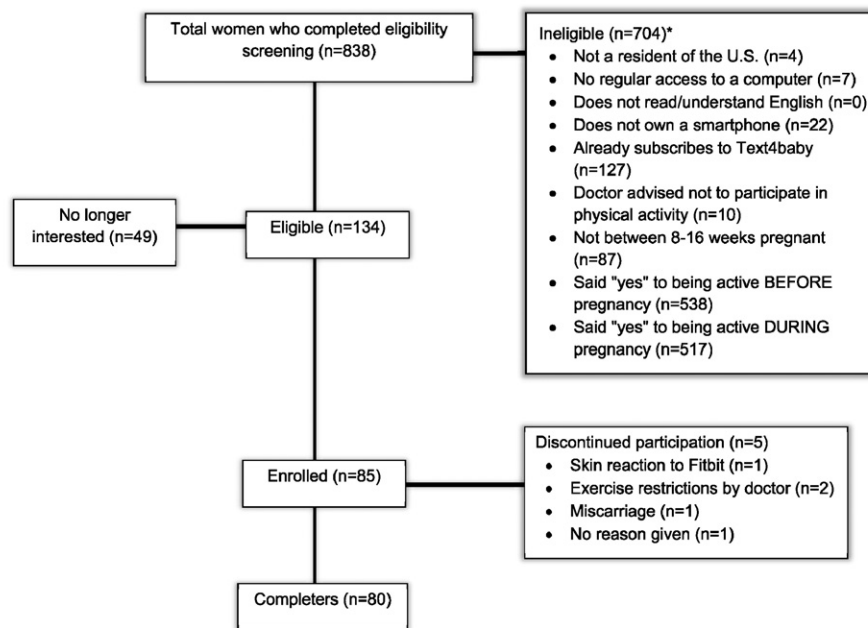 Total women who completed eligibility
screening (n=838)
Ineligible (n=704)*
• Not a resident of the U.S. (n=4)
• No regular access to a computer (n=7)
• Does not read/understand English (n=0)
• Does not own a smartphone (n=22)
• Already subscribes to Text4baby
(n=127)
• Doctor advised not to participate in
physical activity (n=10)
• Not between 8-16 weeks pregnant
(n=87)
• Said "yes" to being active BEFORE
pregnancy (n=538)
• Said "yes" to being active DURING
pregnancy (n=517)
No longer
interested (n=49)
Eligible (n=134)
Enrolled (n=85)
Discontinued participation (n=5)
• Skin reaction to Fitbit (n=1)
• Exercise restrictions by doctor (n=2)
• Miscarriage (n=1)
• No reason given (n=1)
Completers (n=80)